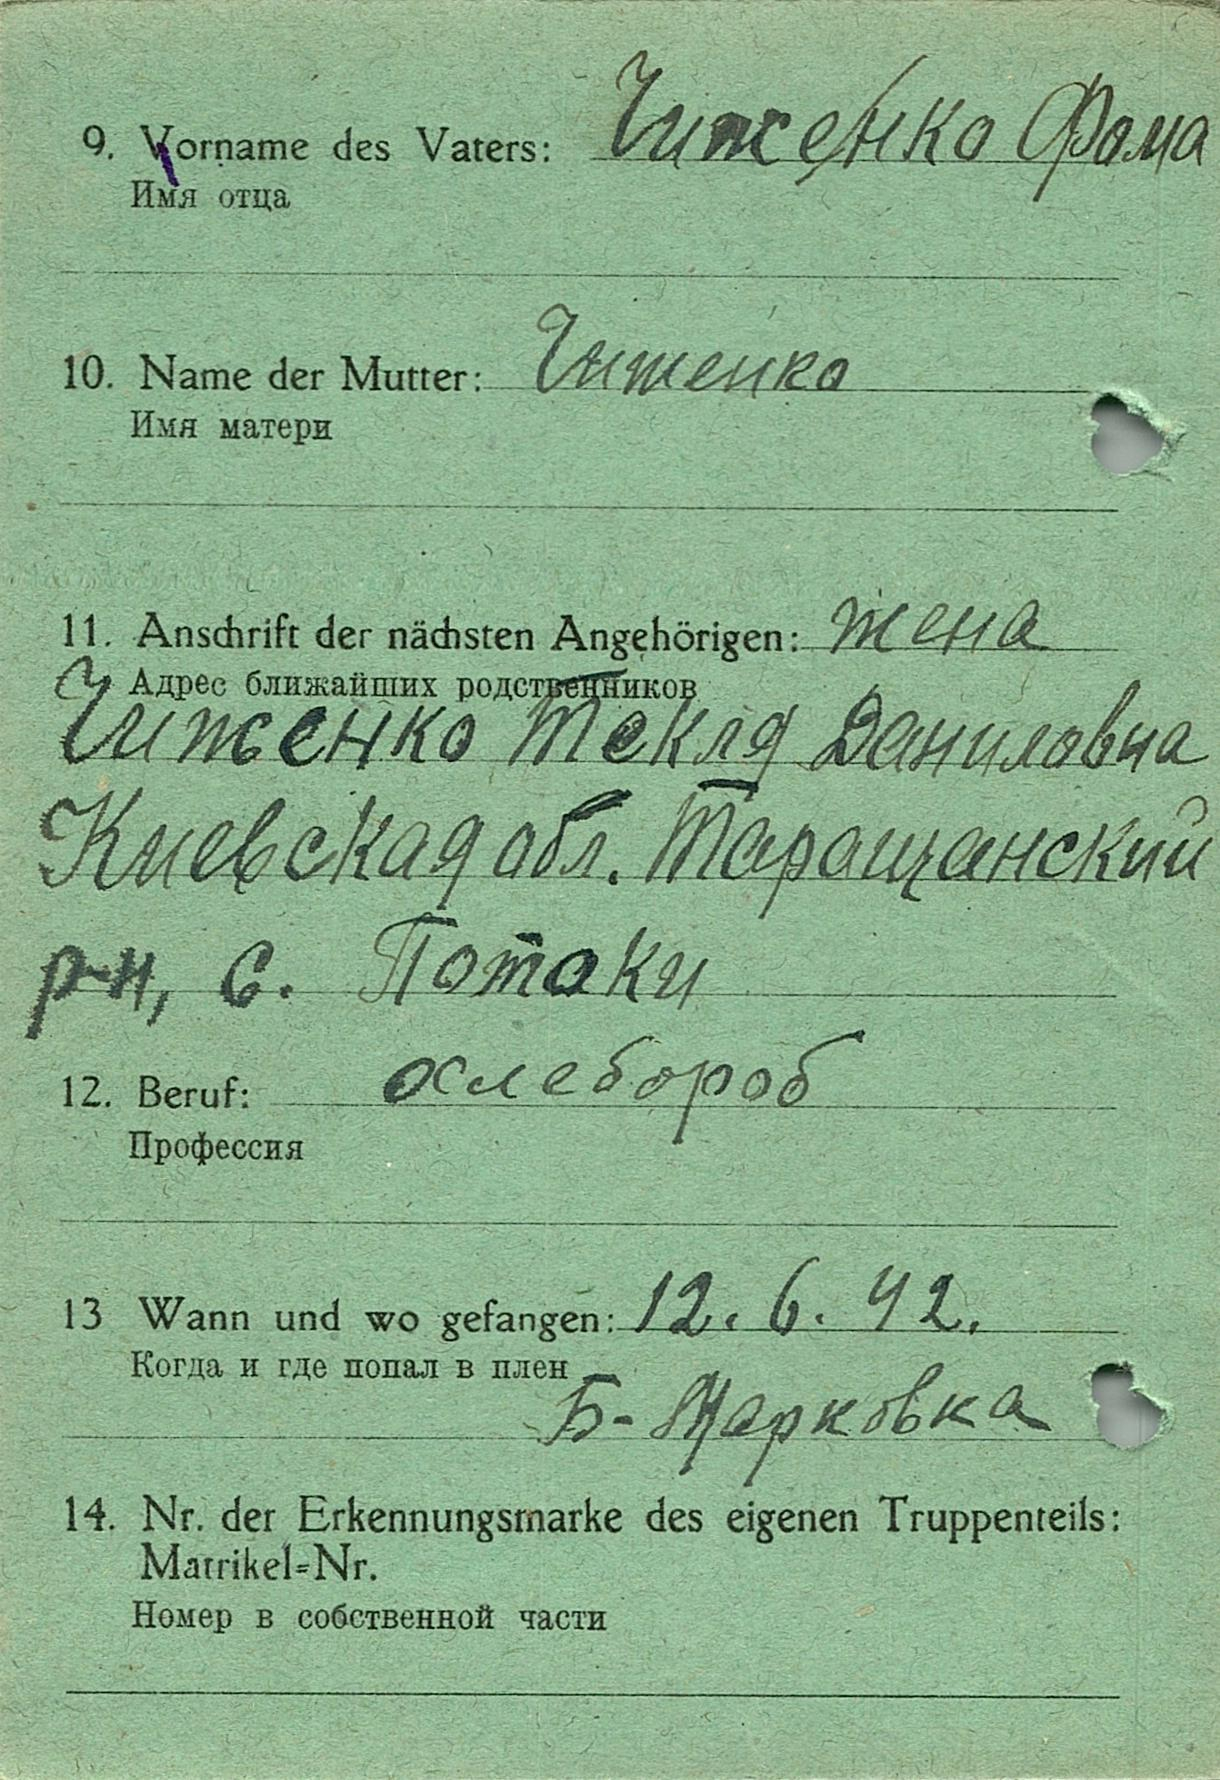 9. Vorname des Vaters: Чиженко Фома
Имя отца
10. Name der Mutter: Чиженко
Имя матери
11. Anschrift der nächsten Angehörigen: жена
Адрес ближайших родственников
Чиженко Текля Даниловна
Киевская обл. Таращанский
р-н, с. Потоки
12. Beruf: хлебороб
Профессия
13 Wann und wo gefangen: 12. 6. 42.
Когда и где попал в плен
Б-Марковка
14. Nr. der Erkennungsmarke des eigenen Truppenteils:
Matrikel=Nr.
Номер в собственной части